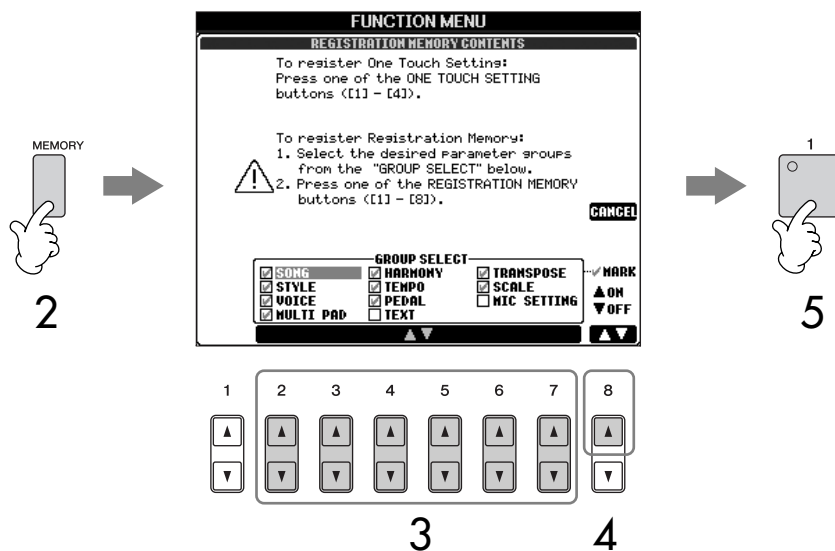 FUNCTION MENU
REGISTRATION MEMORY CONTENTS
To register One Touch Setting:
Press one of the ONE TOUCH SETTING
buttons ([1] - [4]).
To register Registration Memory:
1. Select the desired parameter groups
from the "GROUP SELECT" below.
2. Press one of the REGISTRATION MEMORY
buttons ([1] - [8]).
CANCEL
GROUP SELECT
SONG HARMONY TRANSPOSE
STYLE TEMPO SCALE
VOICE PEDAL MIC SETTING
MULTI PAD TEXT
MARK
▲ON
▼OFF
▲▼ ▲▼
MEMORY
2
1
5
1 2 3 4 5 6 7 8
3 4